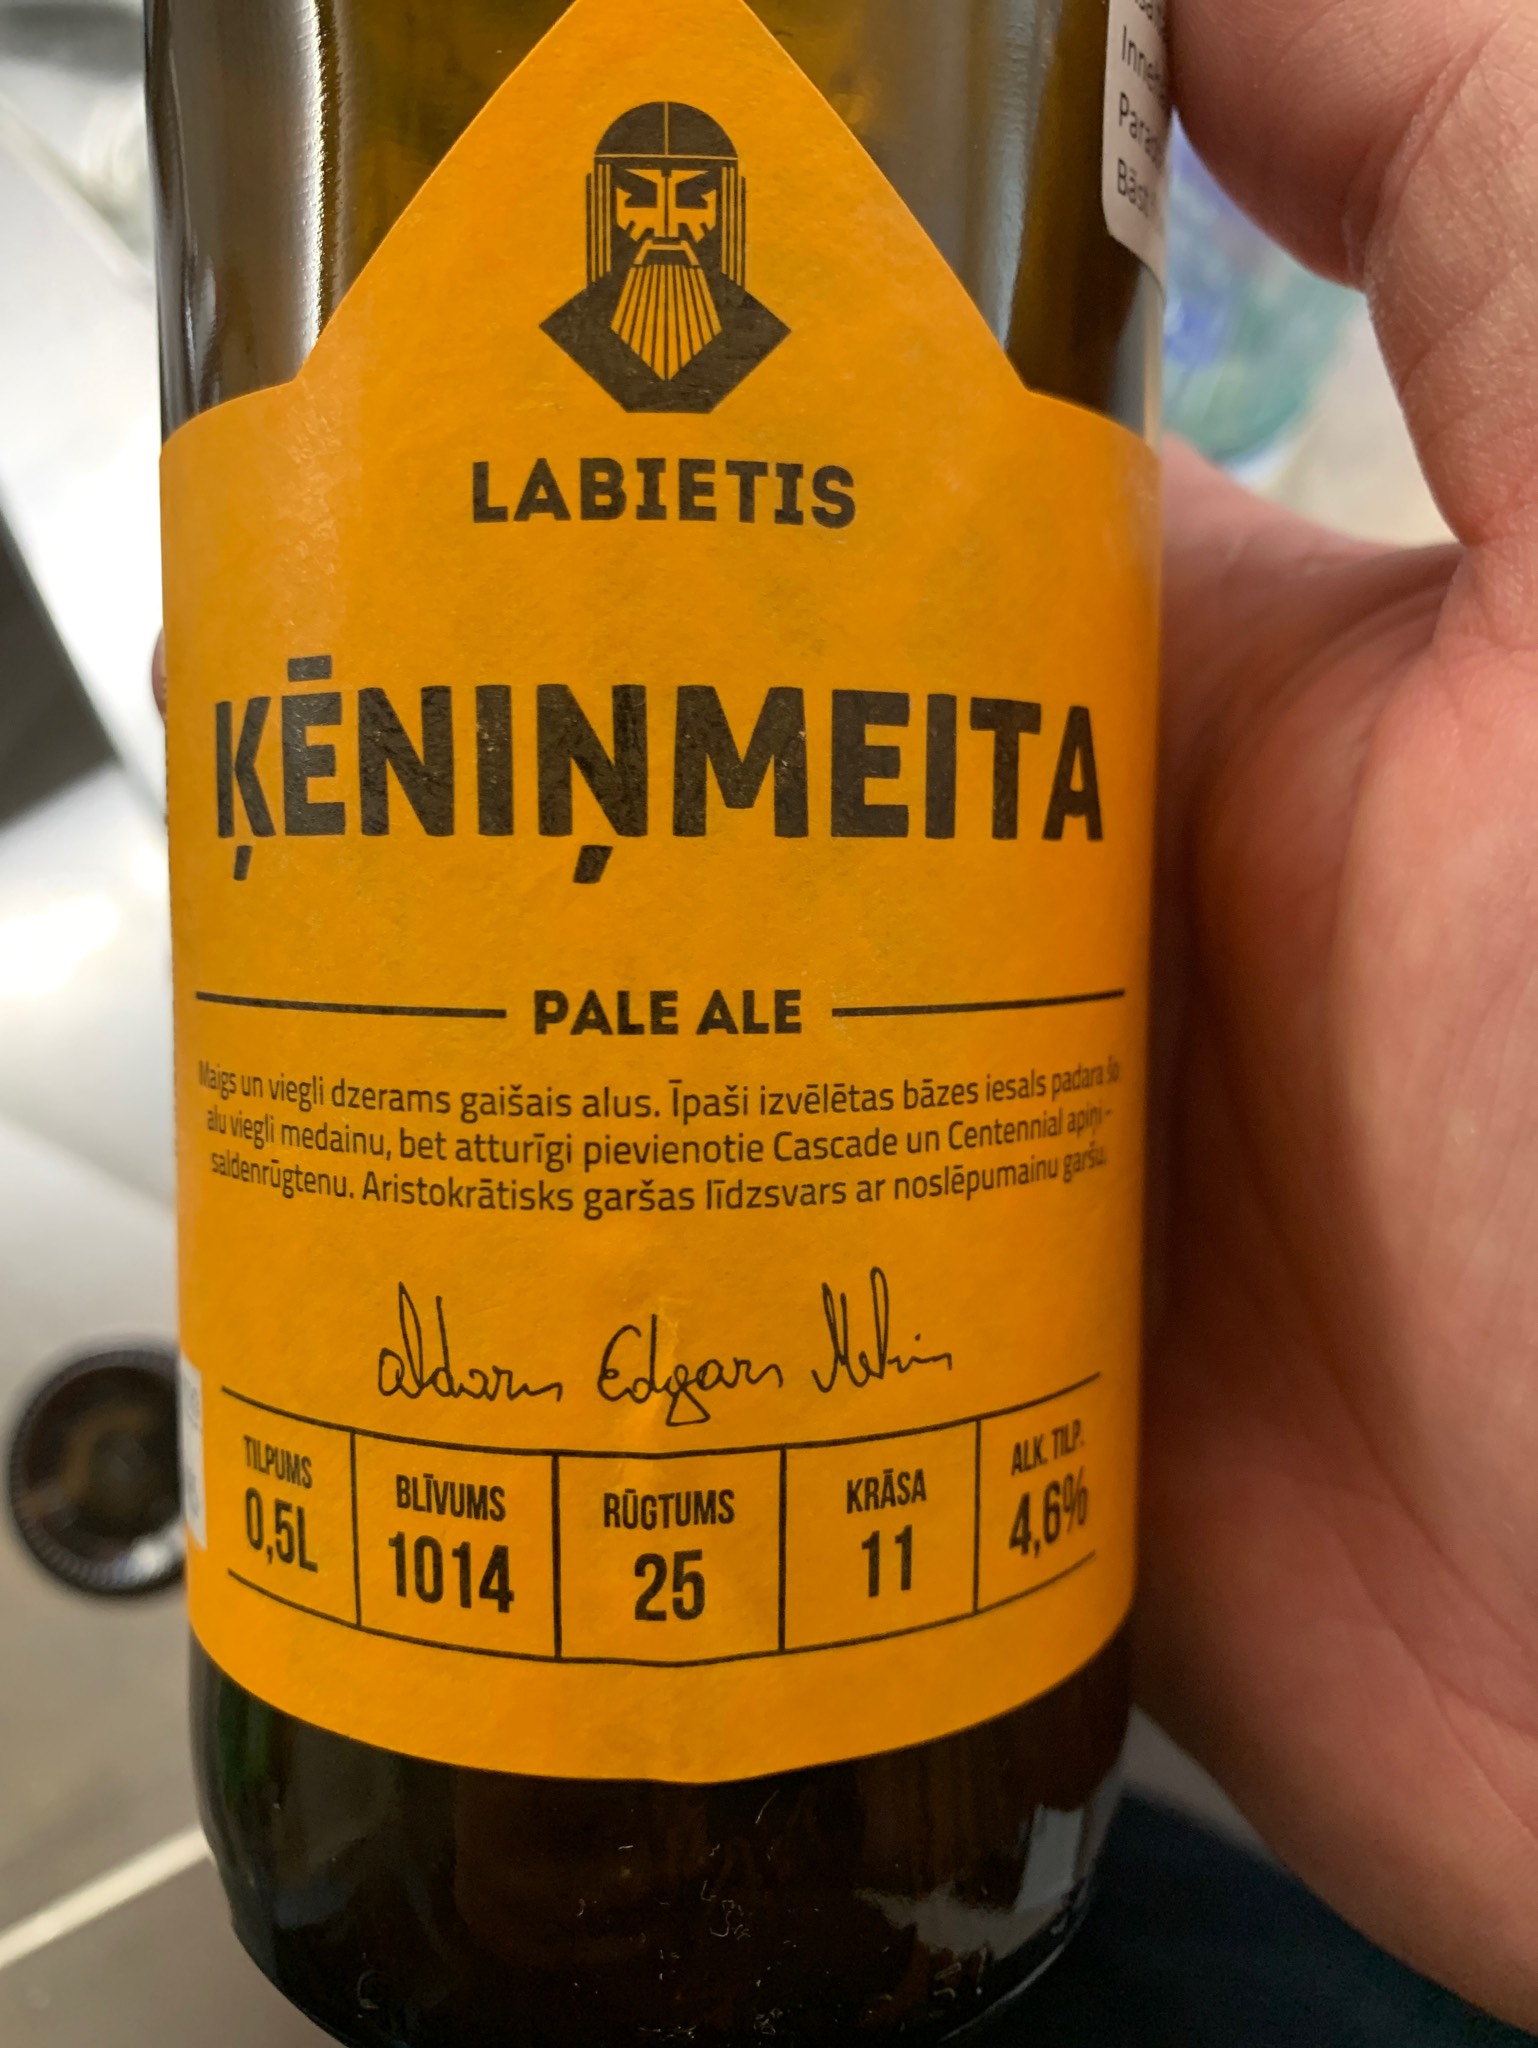 LABIETIS
ĶĒNIŅMEITA
PALE ALE
Maigs un viegli dzerams gaišais alus. Īpaši izvēlētas bāzes iesals padara šo
alu viegli medainu, bet atturīgi pievienotie Cascade un Centennial apiņi -
saldenrūgtenu. Aristokrātisks garšas līdzsvars ar noslēpumainu garšu.
Aldaris Edgars
TILPUMS
0,5L
BLĪVUMS
1014
RŪGTUMS
25
KRĀSA
11
ALK. TILP.
4,6%